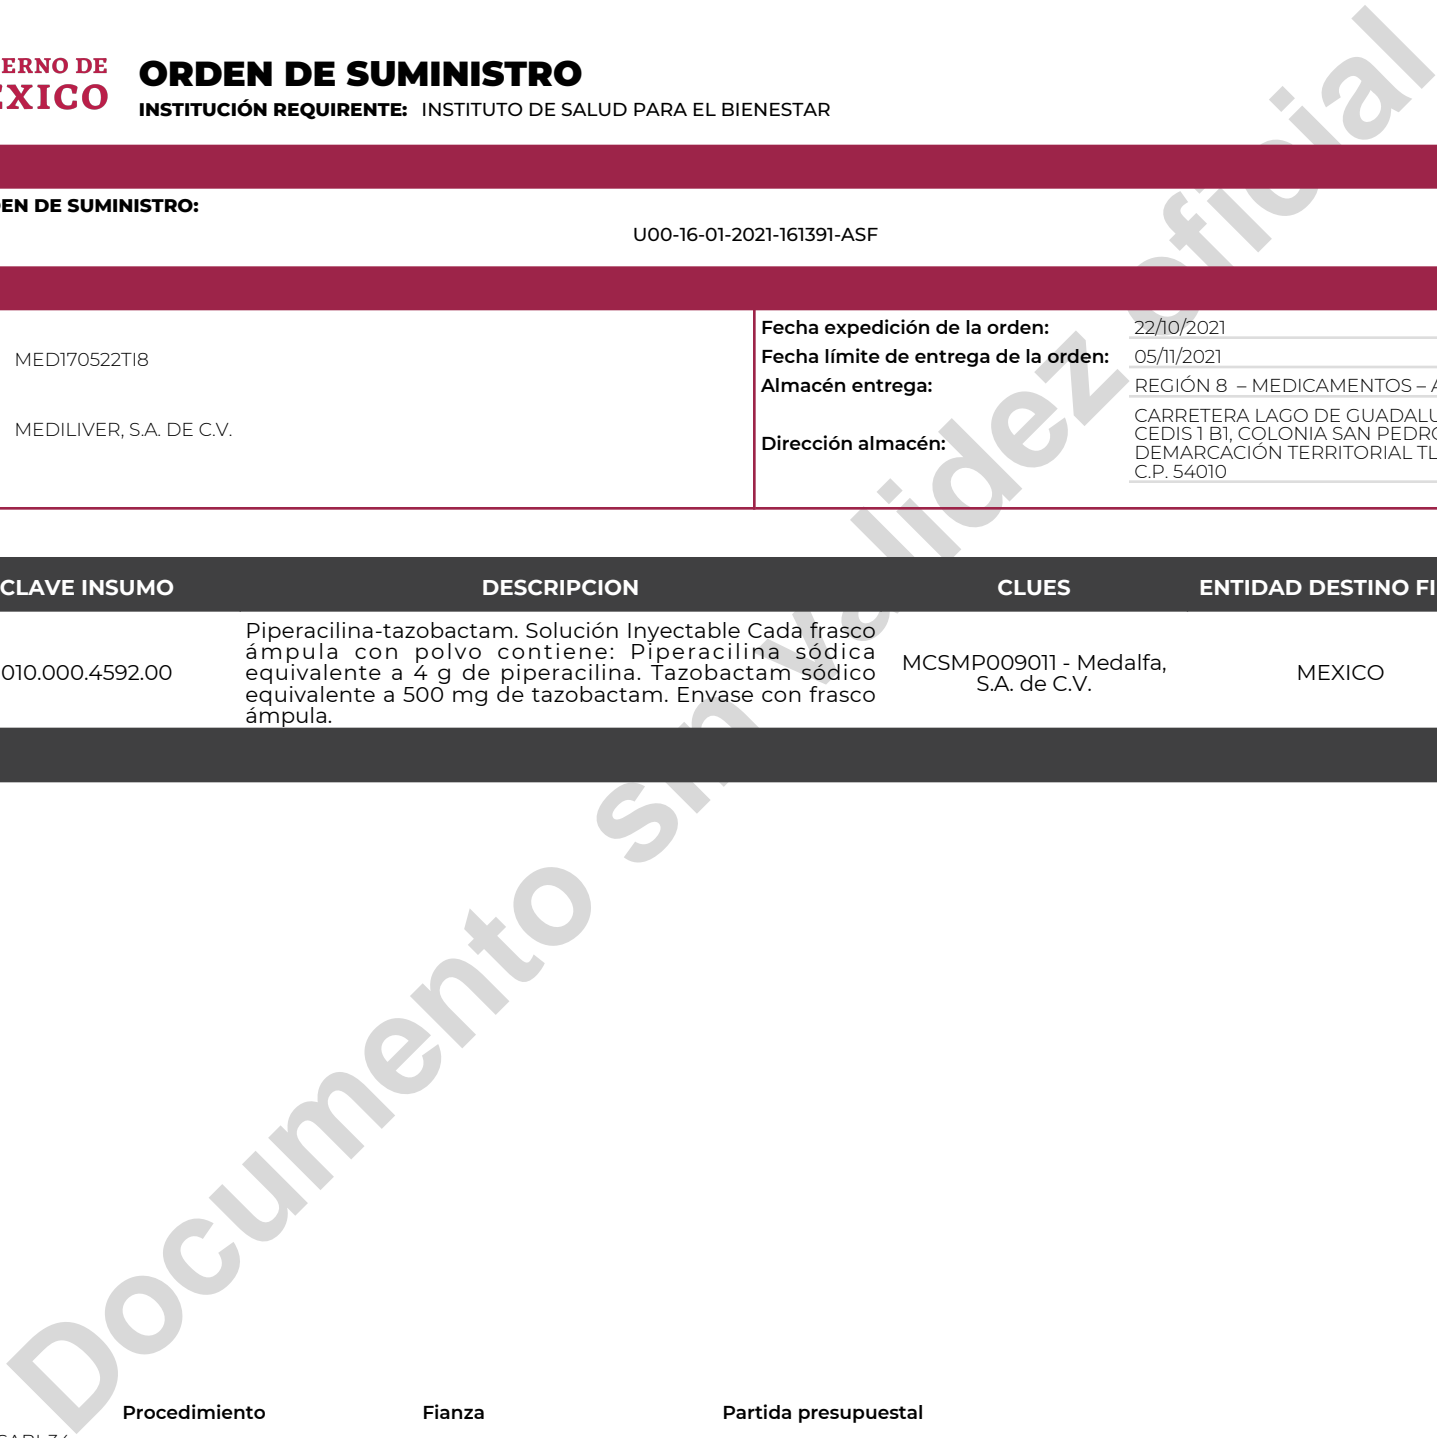 ERNO DE
EXICO
ORDEN DE SUMINISTRO
INSTITUCIÓN REQUIRENTE: INSTITUTO DE SALUD PARA EL BIENESTAR
EN DE SUMINISTRO:
U00-16-01-2021-161391-ASF
MED170522TI8
MEDILIVER, S.A. DE C.V.
Fecha expedición de la orden: 22/10/2021
Fecha límite de entrega de la orden: 05/11/2021
Almacén entrega: REGIÓN 8 – MEDICAMENTOS – A
Dirección almacén:
CARRETERA LAGO DE GUADALU
CEDIS 1 B1, COLONIA SAN PEDRO
DEMARCACIÓN TERRITORIAL TL
C.P. 54010
CLAVE INSUMO DESCRIPCION CLUES ENTIDAD DESTINO FI
010.000.4592.00
Piperacilina-tazobactam. Solución Inyectable Cada frasco
ámpula con polvo contiene: Piperacilina sódica
equivalente a 4 g de piperacilina. Tazobactam sódico
equivalente a 500 mg de tazobactam. Envase con frasco
ámpula.
MCSMP009011 - Medalfa,
S.A. de C.V.
MEXICO
Documento sin validez oficial
Procedimiento Fianza Partida presupuestal